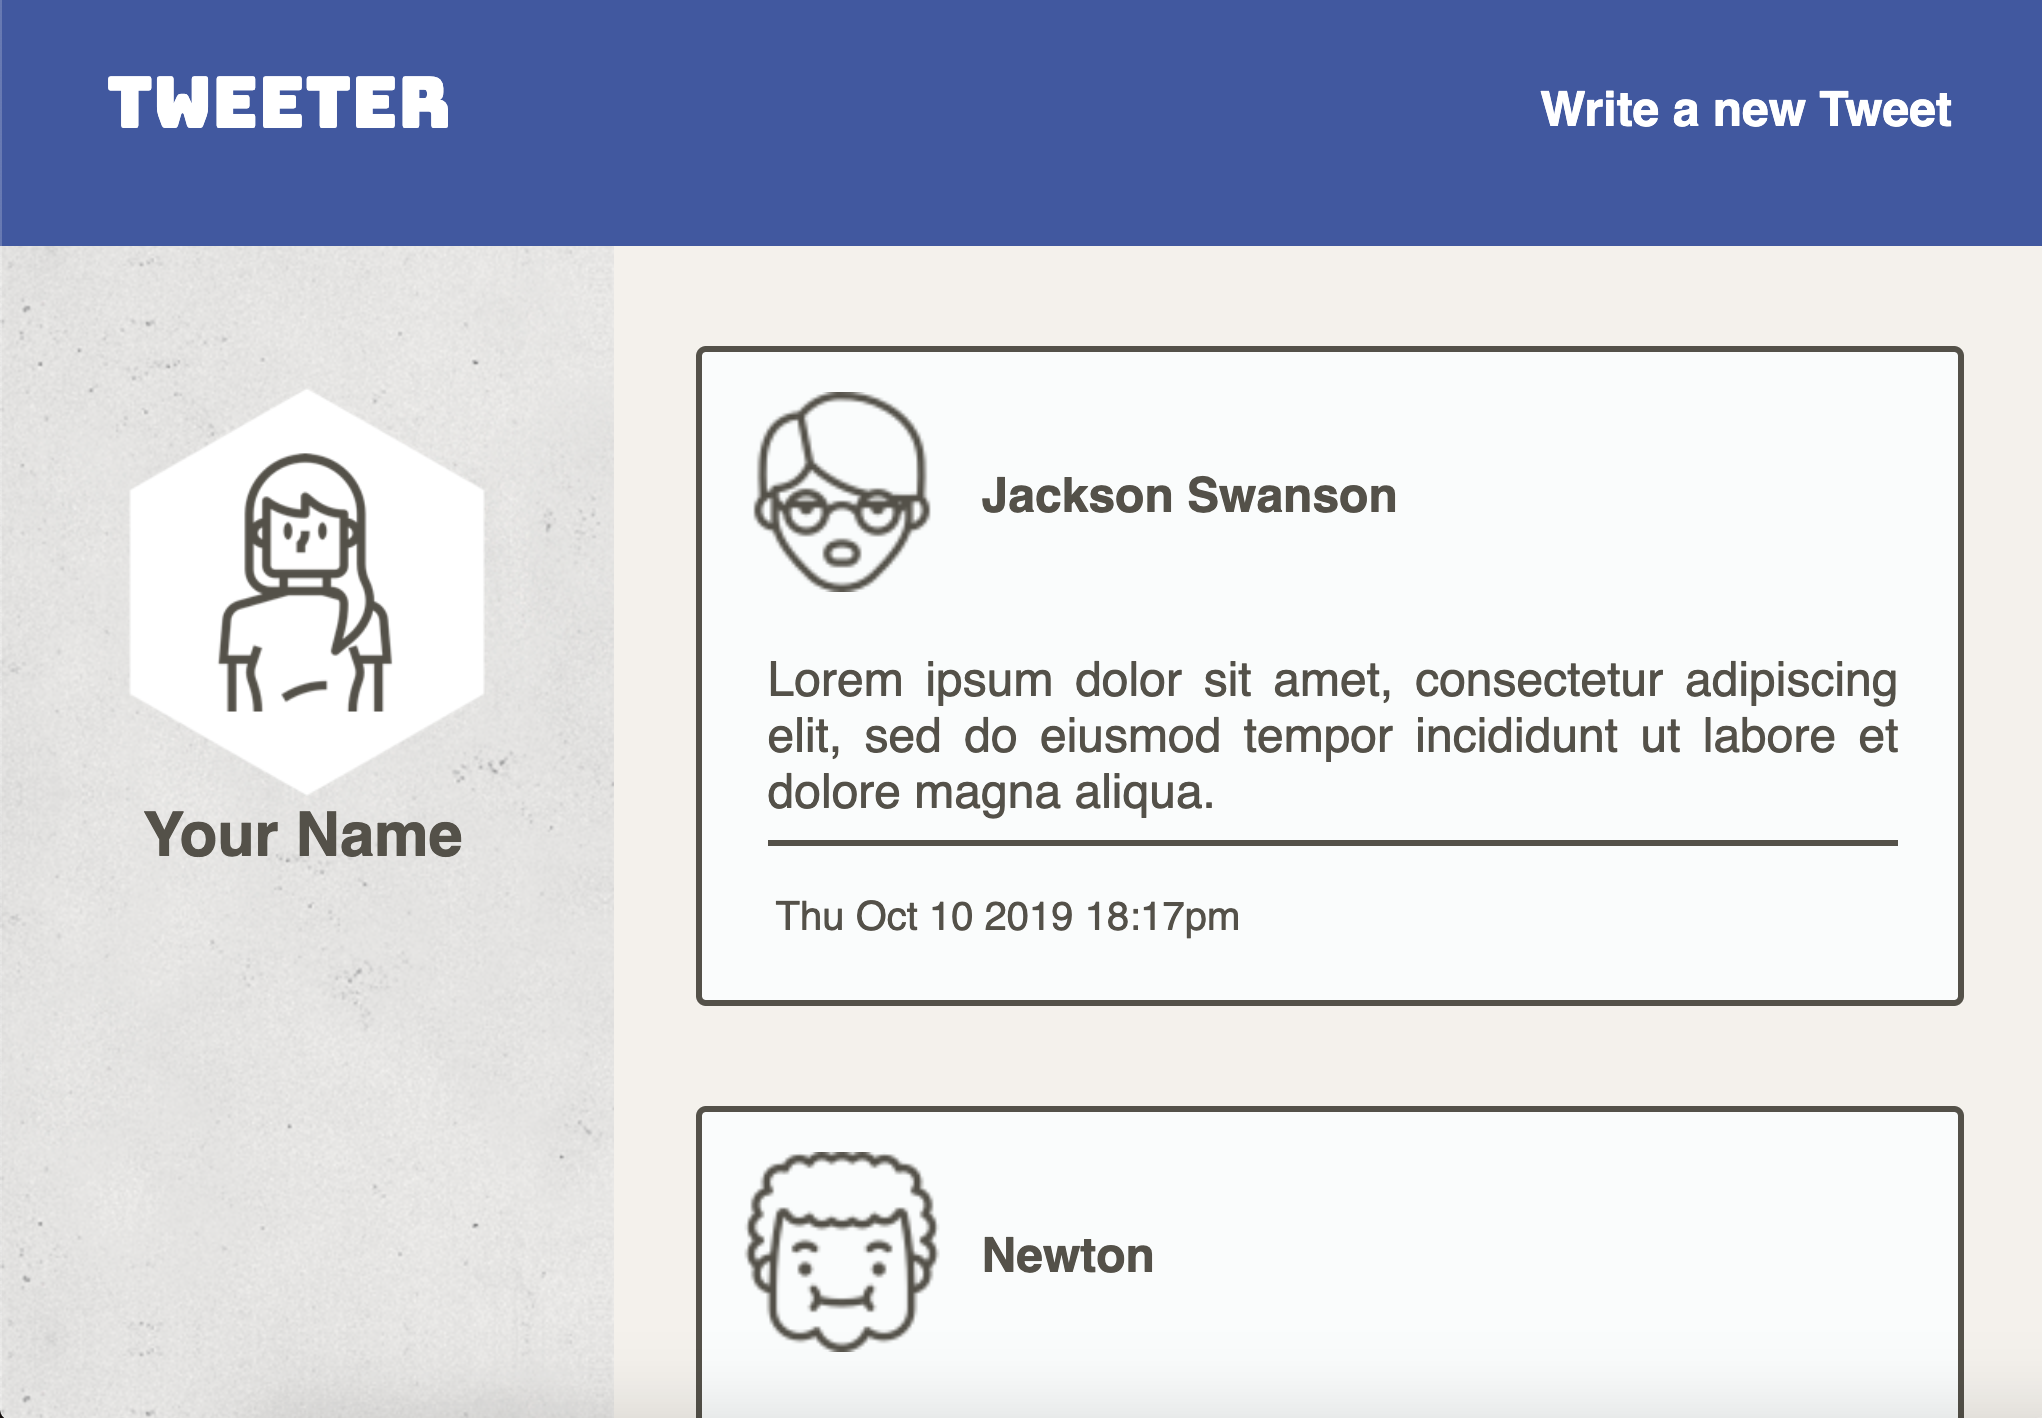 TWEETER
Write a new Tweet
Your Name
Jackson Swanson
Lorem ipsum dolor sit amet, consectetur adipiscing
elit, sed do eiusmod tempor incididunt ut labore et
dolore magna aliqua.
Thu Oct 10 2019 18:17pm
Newton